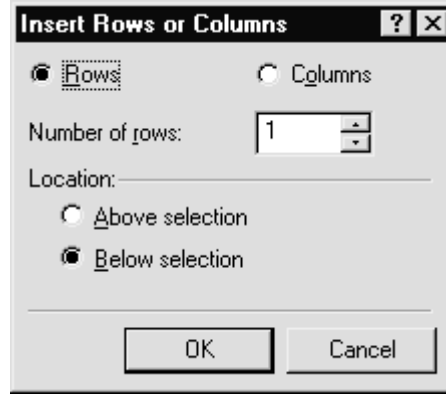 Insert Rows or Columns
Rows Columns
Number of rows: 1
Location:
Above selection
Below selection
OK Cancel